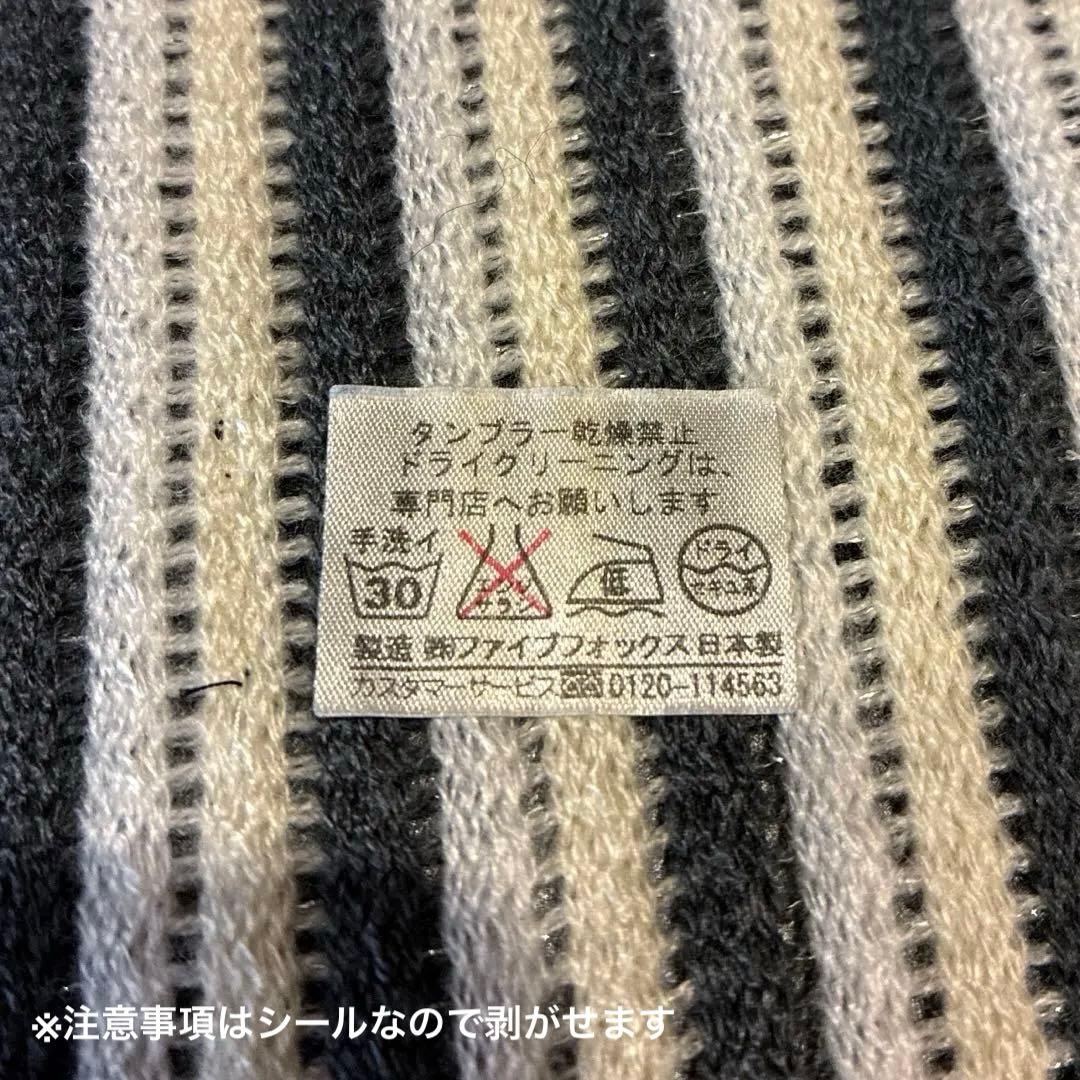 タンブラー乾燥禁止
ドライクリーニングは、
専門店へお願いします
手洗イ
30
低
ドライ
製造 ㈱ファイブフォックス 日本製
カスタマーサービス 0120-114563
※注意事項はシールなので剥がせます